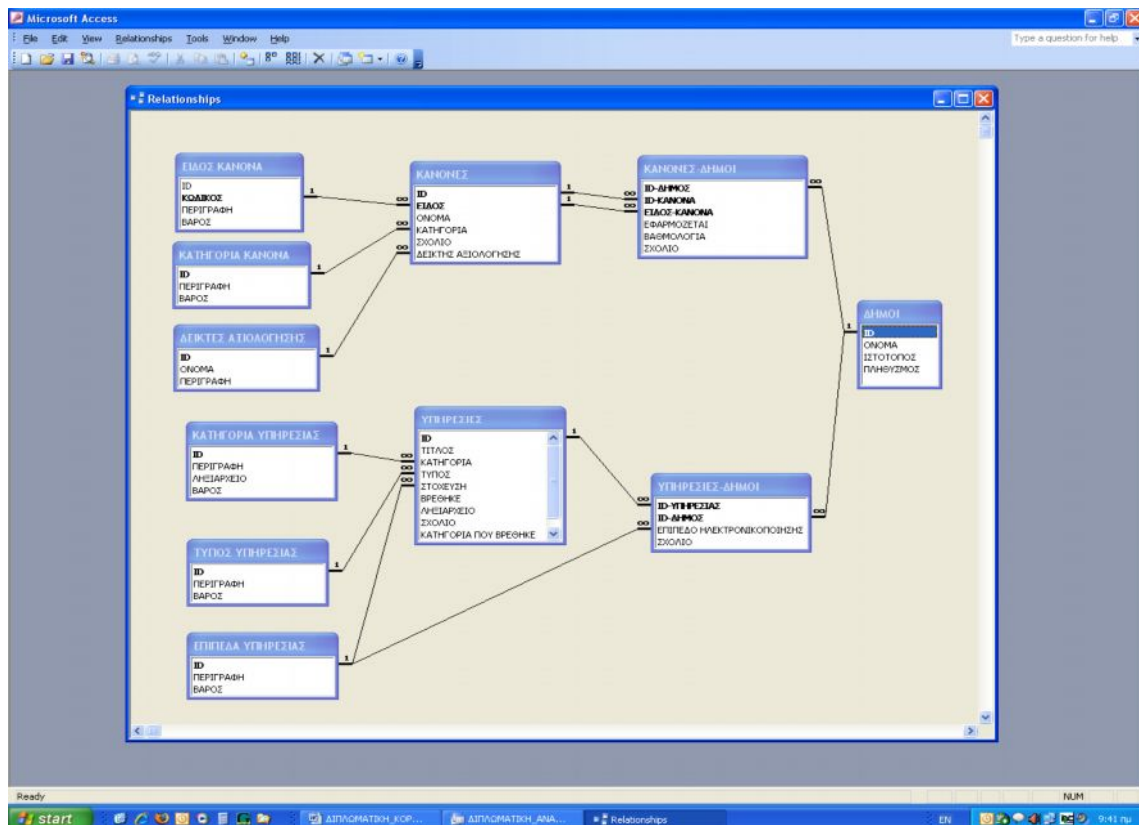 Microsoft Access
File Edit View Relationships Tools Window Help
Type a question for help
Relationships
ΕΙΔΟΣ ΚΑΝΟΝΑ
ID
ΚΩΔΙΚΟΣ
ΠΕΡΙΓΡΑΦΗ
ΒΑΡΟΣ
ΚΑΤΗΓΟΡΙΑ ΚΑΝΟΝΑ
ID
ΠΕΡΙΓΡΑΦΗ
ΒΑΡΟΣ
ΔΕΙΚΤΕΣ ΑΞΙΟΛΟΓΗΣΗΣ
ID
ΟΝΟΜΑ
ΠΕΡΙΓΡΑΦΗ
ΚΑΝΟΝΕΣ
ID
ΕΙΔΟΣ
ΟΝΟΜΑ
ΚΑΤΗΓΟΡΙΑ
ΣΧΟΛΙΟ
ΔΕΙΚΤΗΣ ΑΞΙΟΛΟΓΗΣΗΣ
ΚΑΝΟΝΕΣ-ΔΗΜΟΙ
ID-ΔΗΜΟΣ
ID-ΚΑΝΟΝΑ
ΕΙΔΟΣ-ΚΑΝΟΝΑ
ΕΦΑΡΜΟΖΕΤΑΙ
ΒΑΘΜΟΛΟΓΙΑ
ΣΧΟΛΙΟ
ΔΗΜΟΙ
ID
ΟΝΟΜΑ
ΙΣΤΟΤΟΠΟΣ
ΠΛΗΘΥΣΜΟΣ
ΚΑΤΗΓΟΡΙΑ ΥΠΗΡΕΣΙΑΣ
ID
ΠΕΡΙΓΡΑΦΗ
ΛΗΞΙΑΡΧΕΙΟ
ΒΑΡΟΣ
ΤΥΠΟΣ ΥΠΗΡΕΣΙΑΣ
ID
ΠΕΡΙΓΡΑΦΗ
ΒΑΡΟΣ
ΕΠΙΠΕΔΑ ΥΠΗΡΕΣΙΑΣ
ID
ΠΕΡΙΓΡΑΦΗ
ΒΑΡΟΣ
ΥΠΗΡΕΣΙΕΣ
ID
ΤΙΤΛΟΣ
ΚΑΤΗΓΟΡΙΑ
ΤΥΠΟΣ
ΣΤΟΧΕΥΣΗ
ΒΡΕΘΗΚΕ
ΛΗΞΙΑΡΧΕΙΟ
ΣΧΟΛΙΟ
ΚΑΤΗΓΟΡΙΑ ΠΟΥ ΒΡΕΘΗΚΕ
ΥΠΗΡΕΣΙΕΣ-ΔΗΜΟΙ
ID-ΥΠΗΡΕΣΙΑΣ
ID-ΔΗΜΟΣ
ΕΠΙΠΕΔΟ ΗΛΕΚΤΡΟΝΙΚΟΠΟΙΗΣΗΣ
ΣΧΟΛΙΟ
Ready
NUM
start
ΔΙΠΛΩΜΑΤΙΚΗ_ΚΟΡ...
ΔΙΠΛΩΜΑΤΙΚΗ_ΑΝΑ...
Relationships
EN
9:41 πμ